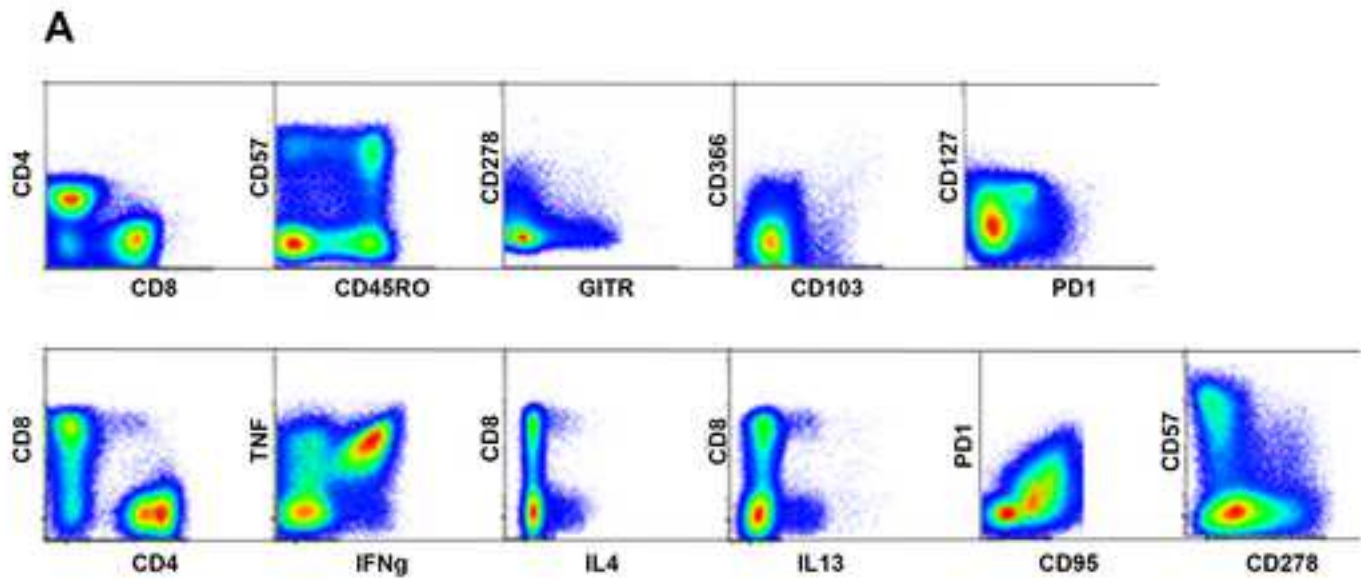 A
CD4
CD8
CD57
CD45RO
CD278
GITR
CD366
CD103
CD127
PD1
CD8
CD4
TNF
IFNg
CD8
IL4
CD8
IL13
PD1
CD95
CD57
CD278